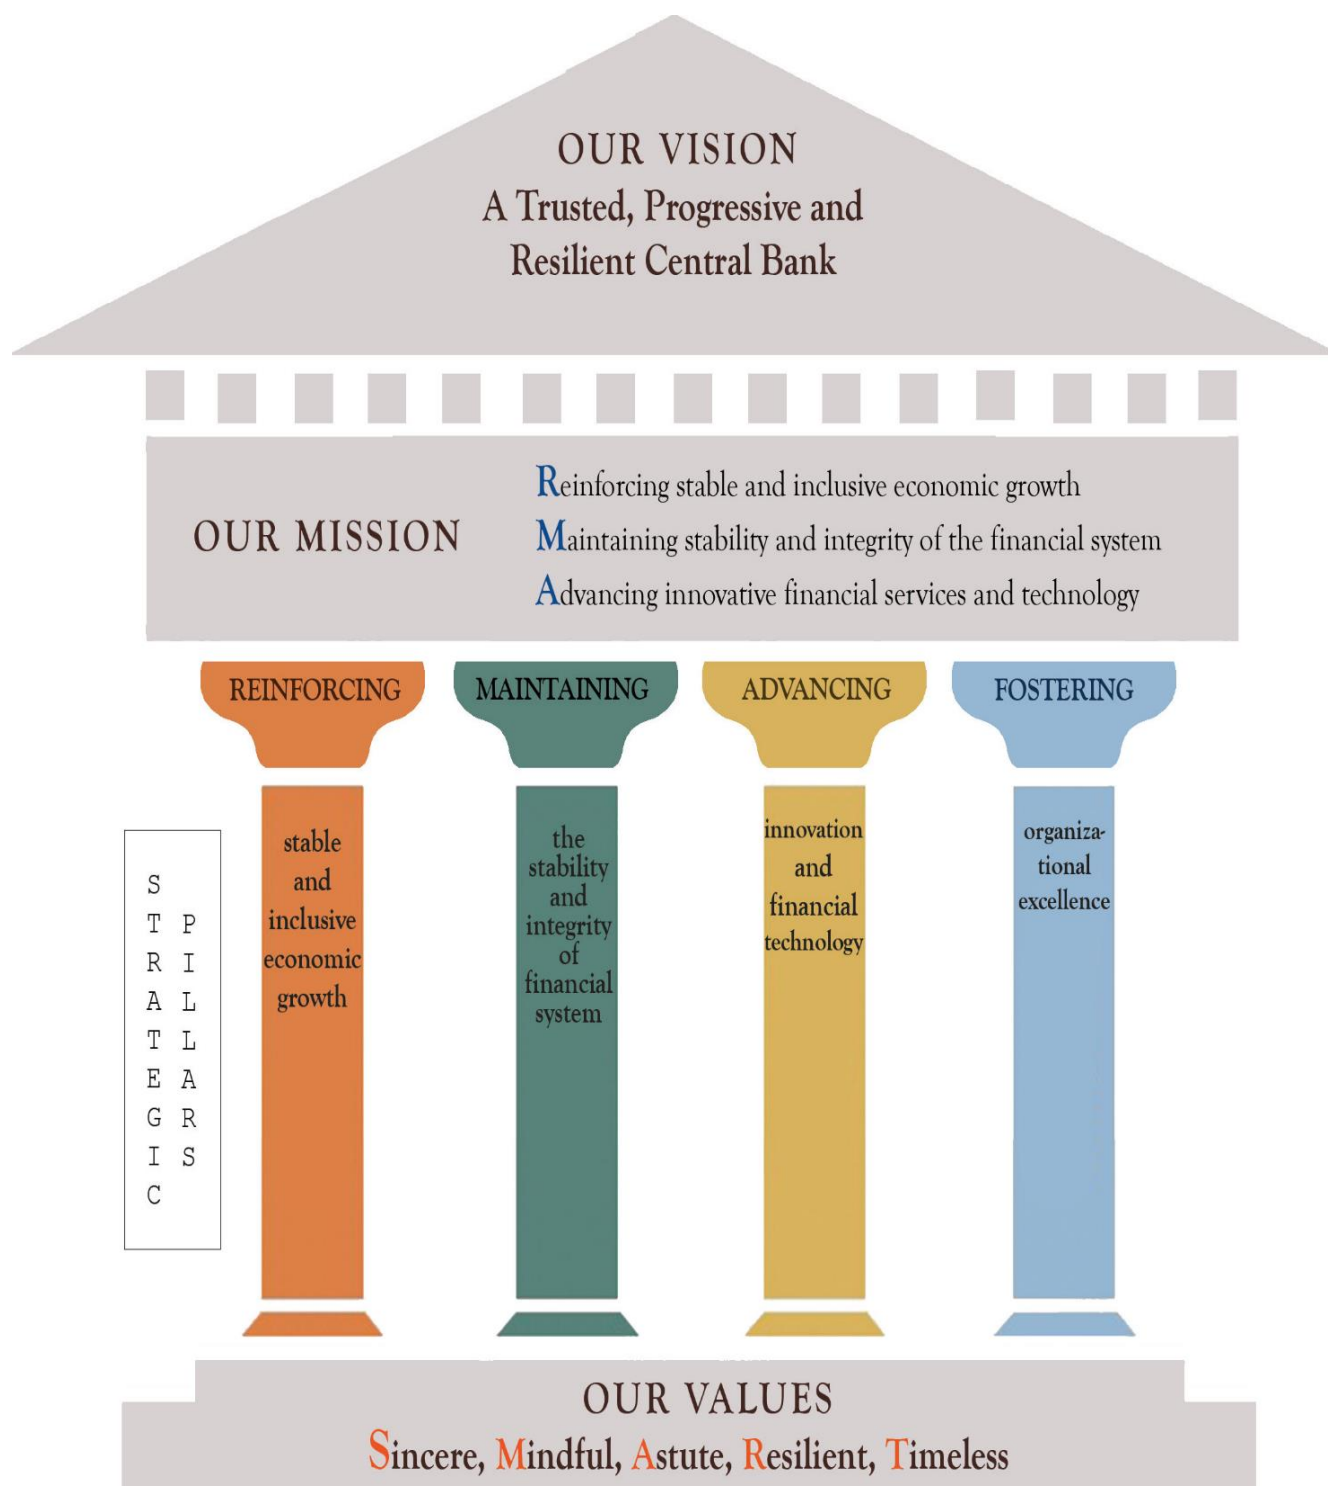 OUR VISION
A Trusted, Progressive and
Resilient Central Bank
OUR MISSION
Reinforcing stable and inclusive economic growth
Maintaining stability and integrity of the financial system
Advancing innovative financial services and technology
REINFORCING
stable
and
inclusive
economic
growth
MAINTAINING
the
stability
and
integrity
of
financial
system
ADVANCING
innovation
and
financial
technology
FOSTERING
organiza-
tional
excellence
STRATEGIC
PILLARS
OUR VALUES
Sincere, Mindful, Astute, Resilient, Timeless